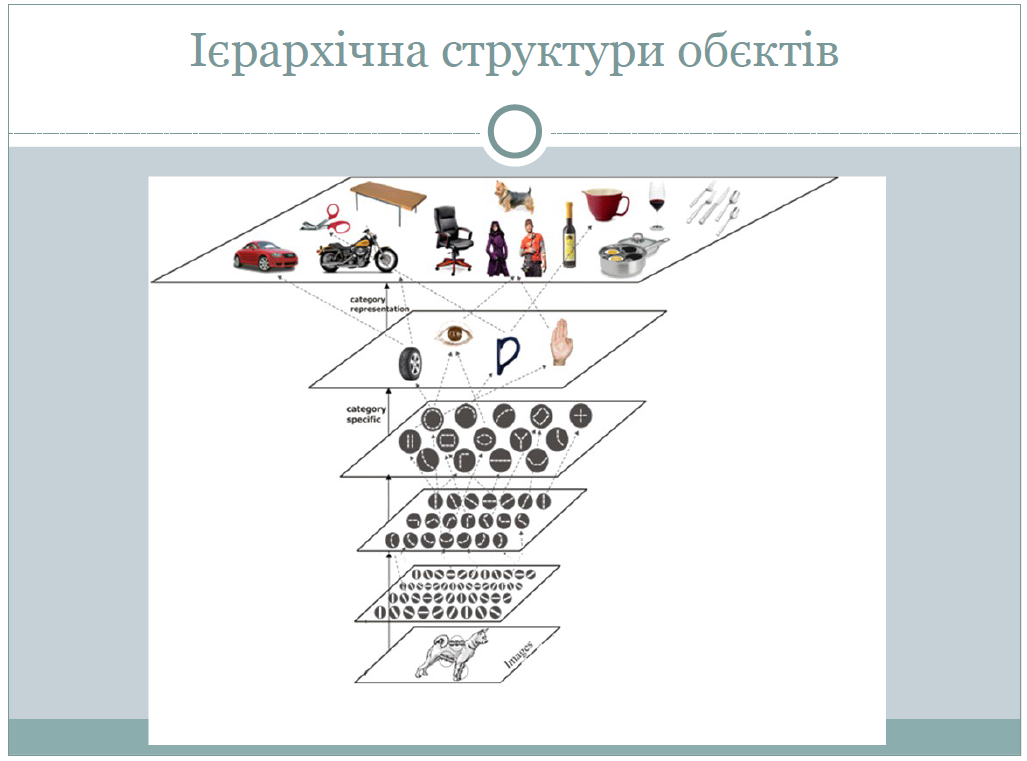 Ієрархічна структури обєктів
category
representation
category
specific
Images